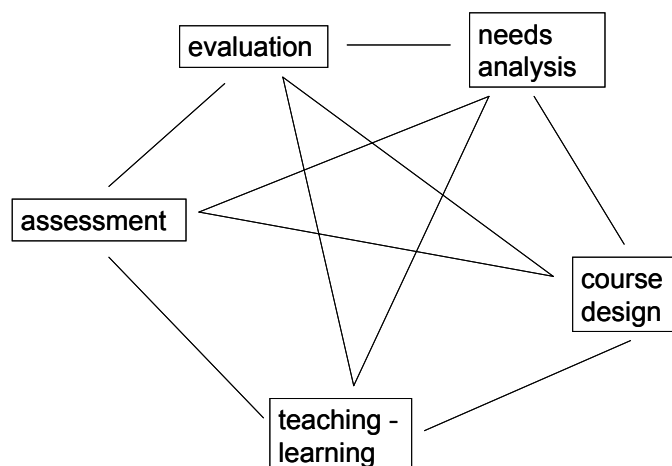 evaluation
needs
analysis
assessment
course
design
teaching -
learning